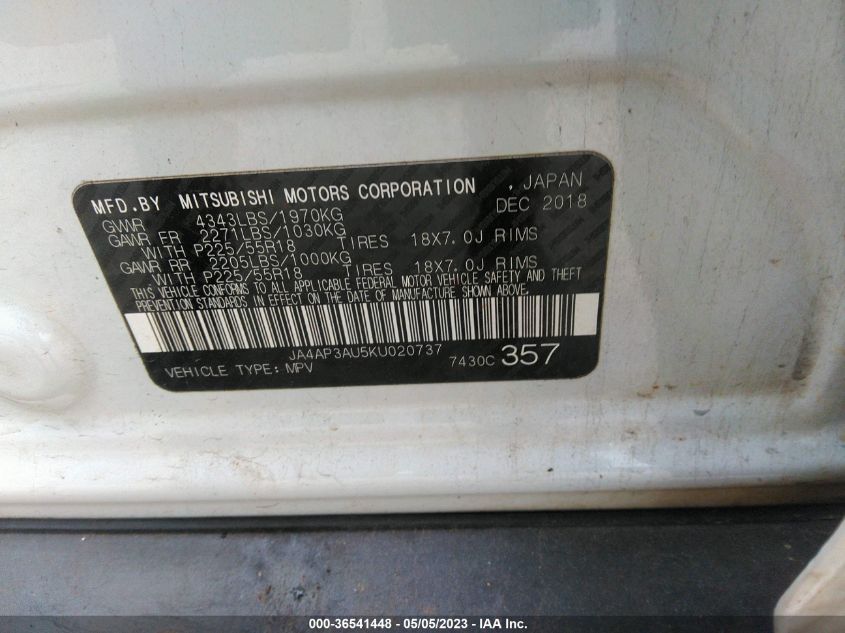 MFD.BY MITSUBISHI MOTORS CORPORATION , JAPAN
GVWR 4343LBS/1970KG DEC 2018
GAWR FR 2271LBS/1030KG
WITH P225/55R18 TIRES 18X7.0J RIMS
GAWR RR 2205LBS/1000KG
WITH P225/55R18 TIRES 18X7.0J RIMS
THIS VEHICLE CONFORMS TO ALL APPLICABLE FEDERAL MOTOR VEHICLE SAFETY AND THEFT
PREVENTION STANDARDS IN EFFECT ON THE DATE OF MANUFACTURE SHOWN ABOVE.
JA4AP3AU5KU020737
VEHICLE TYPE: MPV 7430C 357
000-36541448 - 05/05/2023 - IAA Inc.